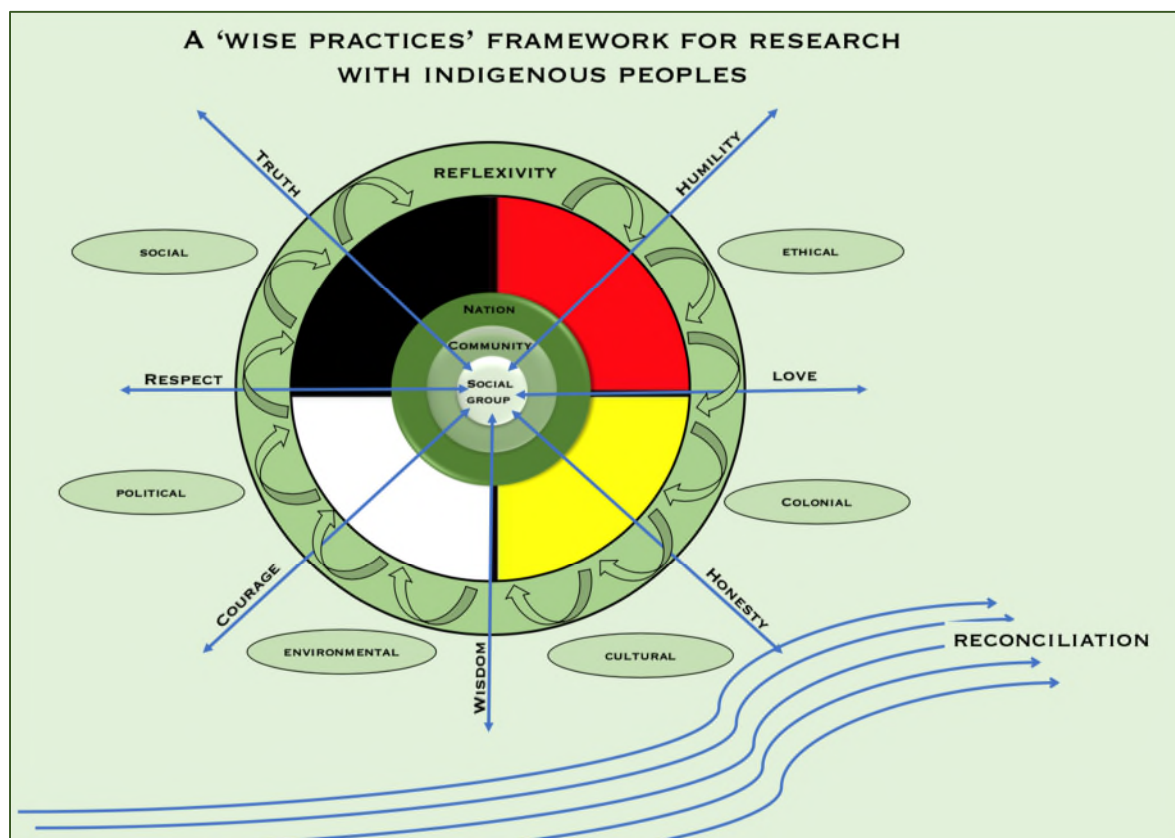 A ‘WISE PRACTICES’ FRAMEWORK FOR RESEARCH
WITH INDIGENOUS PEOPLES
TRUTH
HUMILITY
REFLEXIVITY
SOCIAL
ETHICAL
NATION
COMMUNITY
SOCIAL
GROUP
RESPECT
LOVE
POLITICAL
COLONIAL
COURAGE
HONESTY
ENVIRONMENTAL
WISDOM
CULTURAL
RECONCILIATION